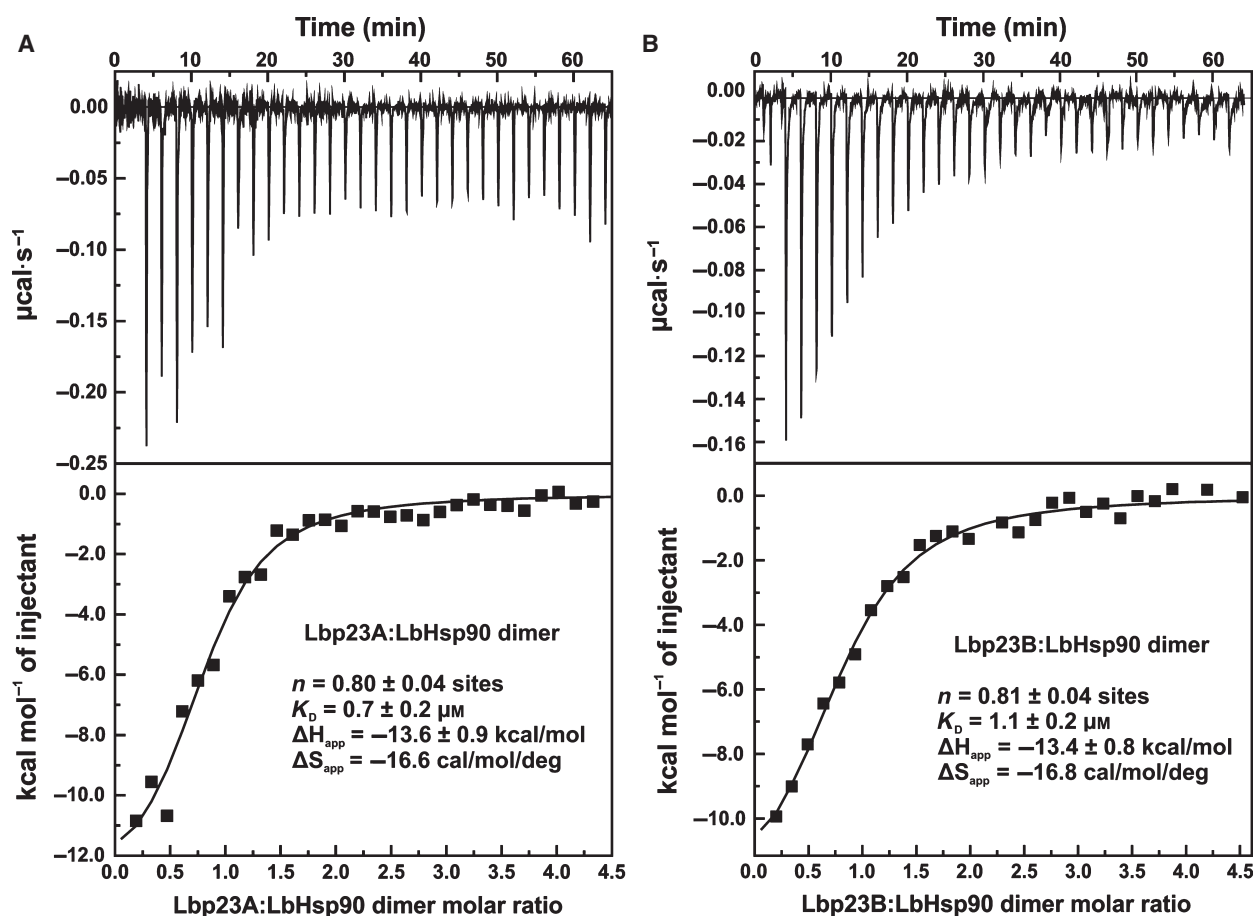 A
Time (min)
0 10 20 30 40 50 60
0.00
–0.05
–0.10
–0.15
–0.20
–0.25
µcal·s⁻¹
0.0
–2.0
–4.0
–6.0
–8.0
–10.0
–12.0
kcal mol⁻¹ of injectant
Lbp23A:LbHsp90 dimer
n = 0.80 ± 0.04 sites
K_D = 0.7 ± 0.2 µM
ΔH_app = –13.6 ± 0.9 kcal/mol
ΔS_app = –16.6 cal/mol/deg
0.0 0.5 1.0 1.5 2.0 2.5 3.0 3.5 4.0 4.5
Lbp23A:LbHsp90 dimer molar ratio
B
Time (min)
0 10 20 30 40 50 60
0.00
–0.02
–0.04
–0.06
–0.08
–0.10
–0.12
–0.14
–0.16
µcal·s⁻¹
0.0
–2.0
–4.0
–6.0
–8.0
–10.0
kcal mol⁻¹ of injectant
Lbp23B:LbHsp90 dimer
n = 0.81 ± 0.04 sites
K_D = 1.1 ± 0.2 µM
ΔH_app = –13.4 ± 0.8 kcal/mol
ΔS_app = –16.8 cal/mol/deg
0.0 0.5 1.0 1.5 2.0 2.5 3.0 3.5 4.0 4.5
Lbp23B:LbHsp90 dimer molar ratio